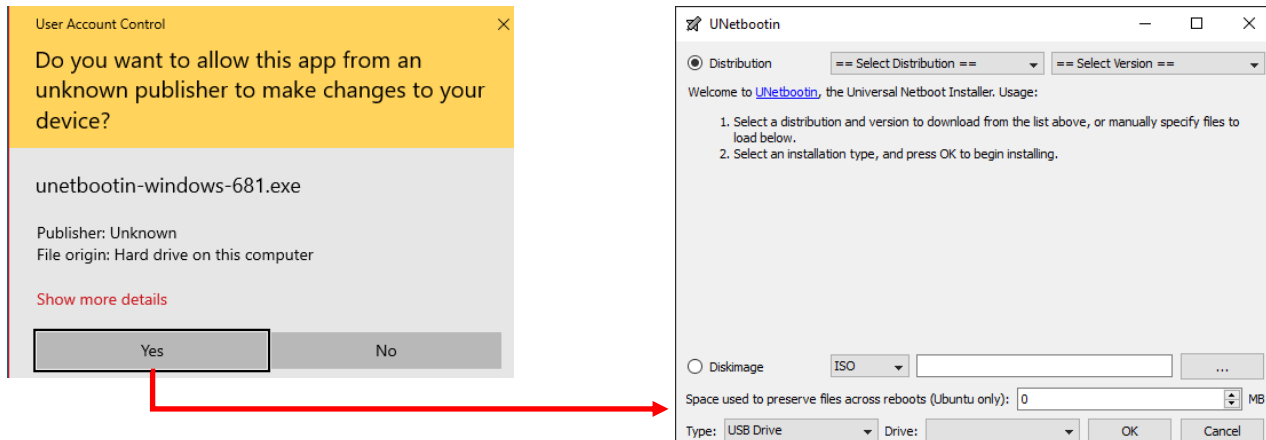 User Account Control
Do you want to allow this app from an
unknown publisher to make changes to your
device?
unetbootin-windows-681.exe
Publisher: Unknown
File origin: Hard drive on this computer
Show more details
Yes No
UNetbootin
Distribution == Select Distribution == == Select Version ==
Welcome to UNetbootin, the Universal Netboot Installer. Usage:
1. Select a distribution and version to download from the list above, or manually specify files to
load below.
2. Select an installation type, and press OK to begin installing.
Diskimage ISO ...
Space used to preserve files across reboots (Ubuntu only): 0 MB
Type: USB Drive Drive: OK Cancel